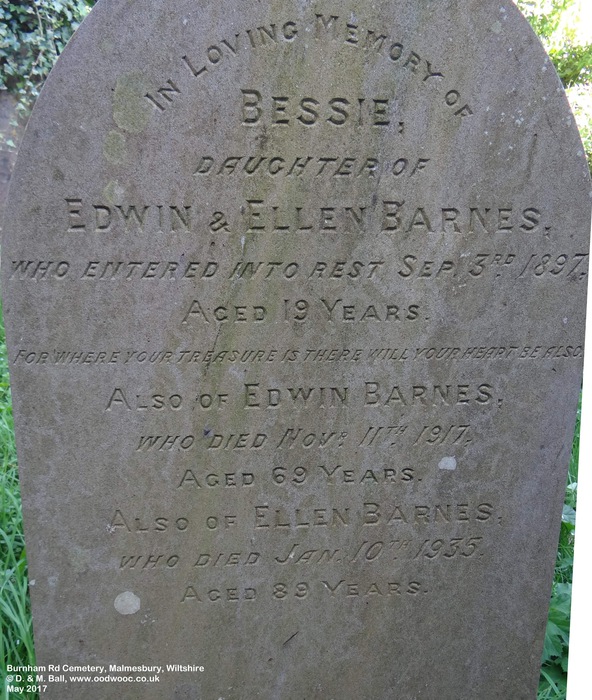 IN LOVING MEMORY OF
BESSIE,
DAUGHTER OF
EDWIN & ELLEN BARNES,
WHO ENTERED INTO REST SEP. 3RD 1897.
AGED 19 YEARS.
FOR WHERE YOUR TREASURE IS THERE WILL YOUR HEART BE ALSO.
ALSO OF EDWIN BARNES,
WHO DIED NOVR 11TH 1917.
AGED 69 YEARS.
ALSO OF ELLEN BARNES,
WHO DIED JAN. 10TH 1935.
AGED 89 YEARS.
Burnham Rd Cemetery, Malmesbury, Wiltshire
© D. & M. Ball, www.oodwooc.co.uk
May 2017